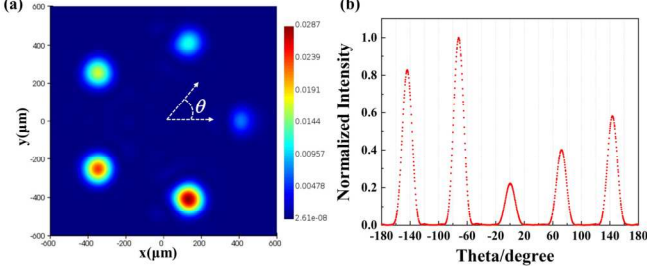 (a)
600
400
200
0
-200
-400
-600
y(μm)
-600 -400 -200 0 200 400 600
x(μm)
θ
0.0287
0.0239
0.0191
0.0144
0.00957
0.00478
2.61e-08
(b)
Normalized Intensity
1.0
0.8
0.6
0.4
0.2
0.0
-180 -140 -100 -60 -20 20 60 100 140 180
Theta/degree